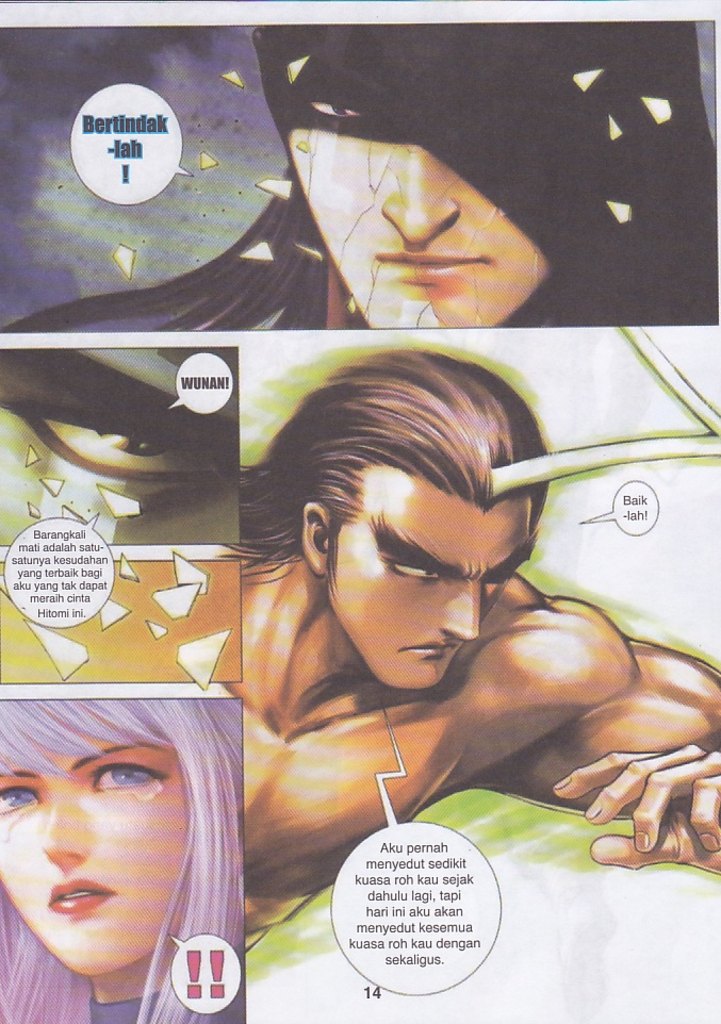 Bertindak
-lah
!
WUNAN!
Barangkali
mati adalah satu-
satunya kesudahan
yang terbaik bagi
aku yang tak dapat
meraih cinta
Hitomi ini.
Baik
-lah!
Aku pernah
menyedut sedikit
kuasa roh kau sejak
dahulu lagi, tapi
hari ini aku akan
menyedut kesemua
kuasa roh kau dengan
sekaligus.
!!
14